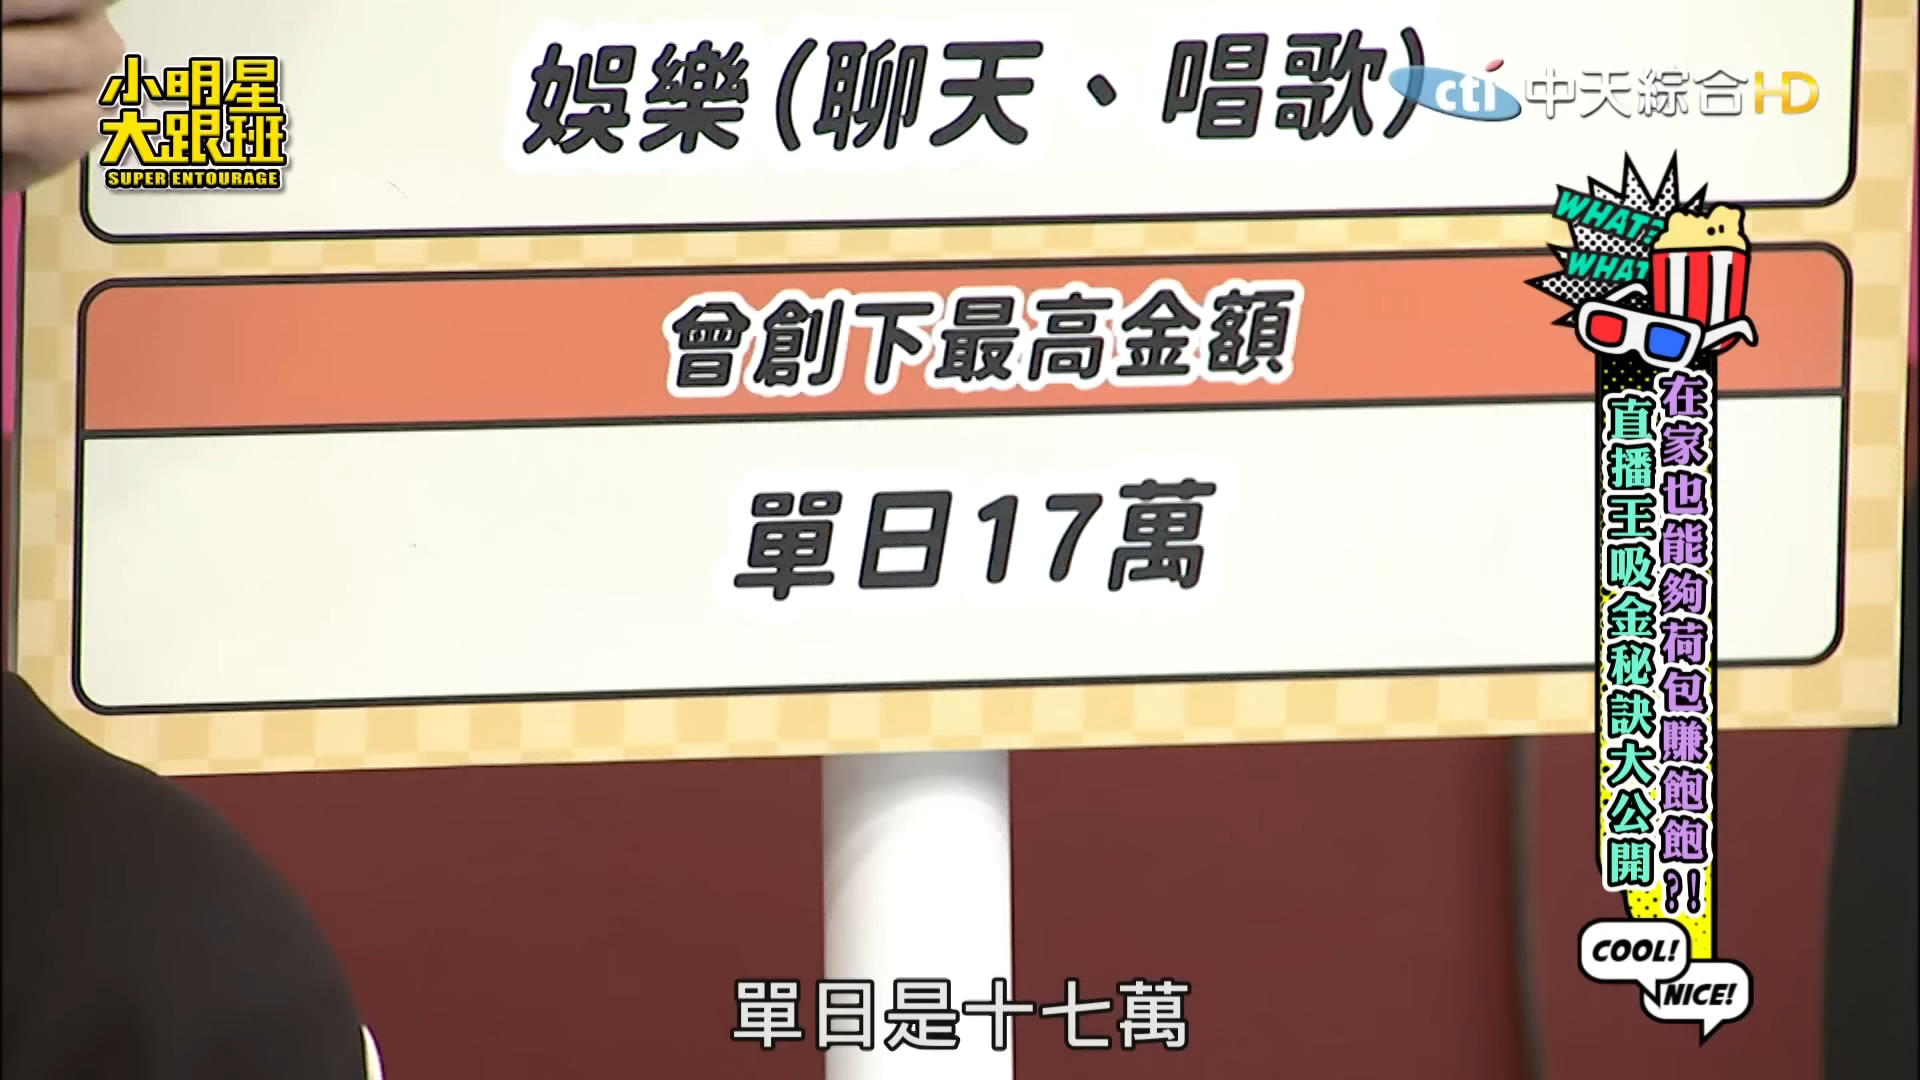 小明星
大跟班
SUPER ENTOURAGE
娛樂(聊天、唱歌)
cti 中天綜合HD
WHAT?
WHAT
曾創下最高金額
單日17萬
在家也能夠荷包賺飽飽?!
直播王吸金秘訣大公開
COOL!
NICE!
單日是十七萬